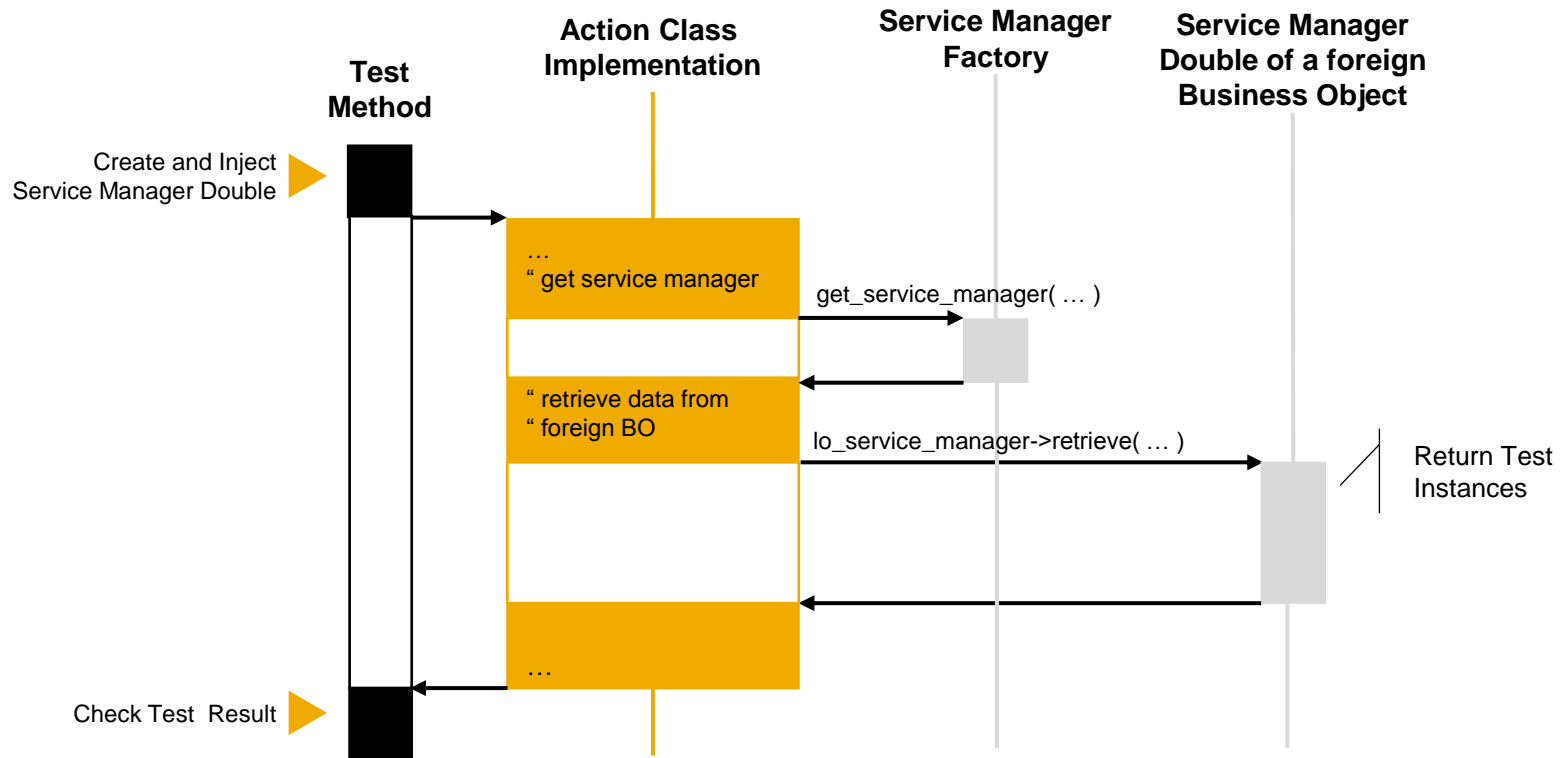 Test
Method
Action Class
Implementation
Service Manager
Factory
Service Manager
Double of a foreign
Business Object
Create and Inject
Service Manager Double
…
“ get service manager
get_service_manager( … )
“ retrieve data from
“ foreign BO
lo_service_manager->retrieve( … )
Return Test
Instances
…
Check Test  Result